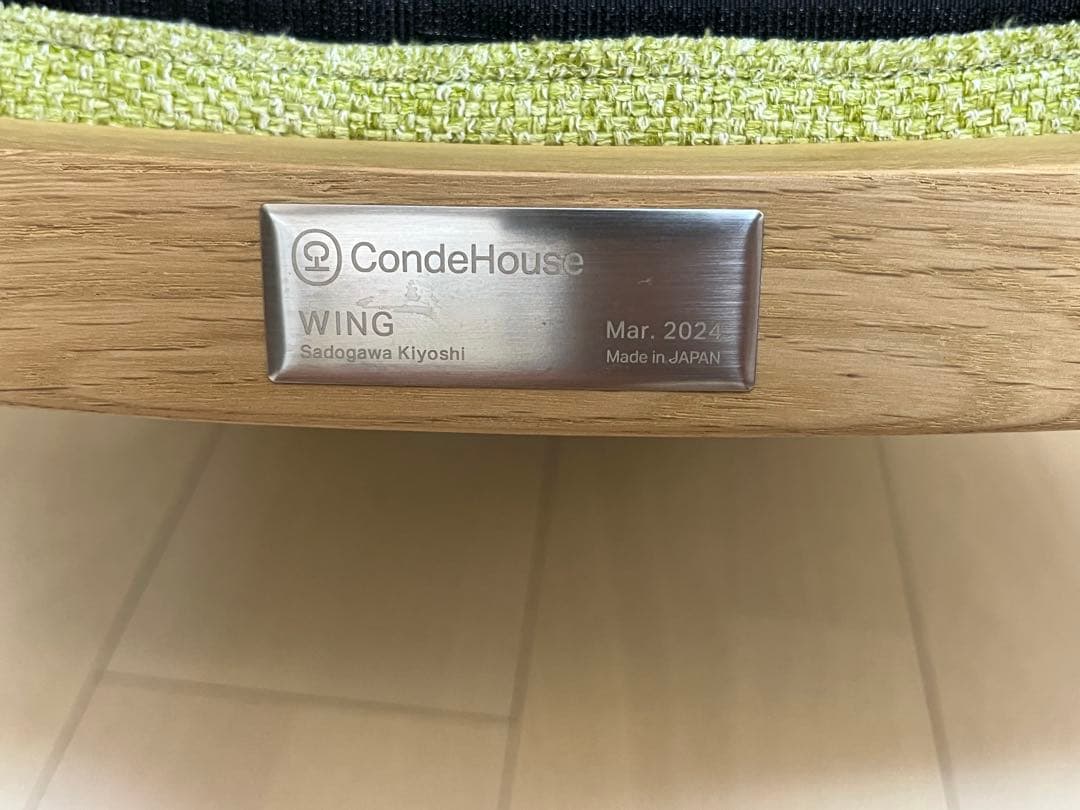 CondeHouse
WING
Sadogawa Kiyoshi
Mar. 2024
Made in JAPAN